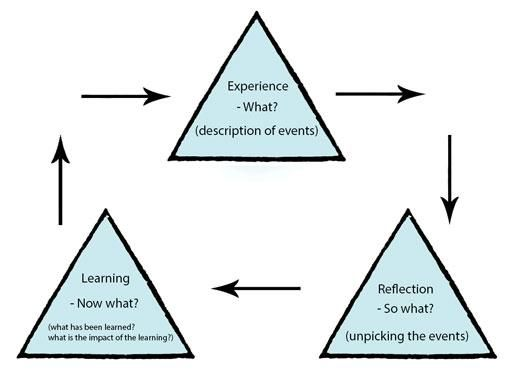 Experience
- What?
(description of events)
Learning
- Now what?
(what has been learned?
what is the impact of the learning?)
Reflection
- So what?
(unpicking the events)